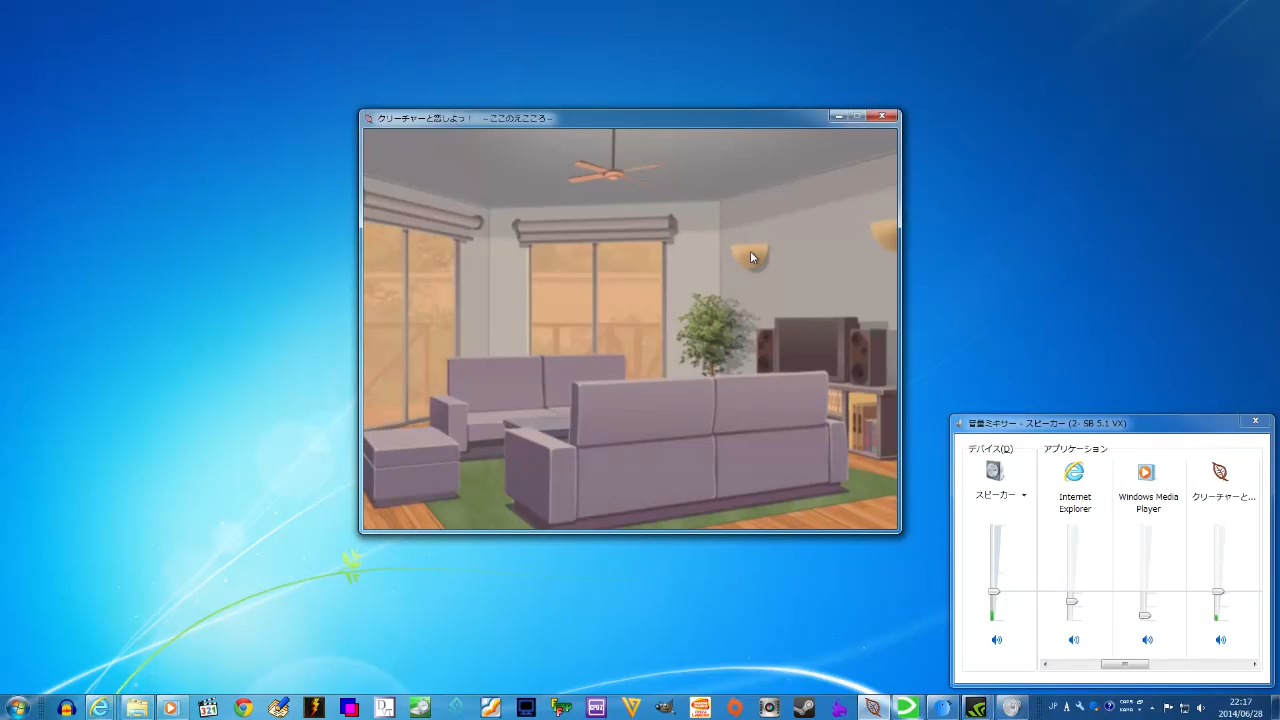 クリーチャーと恋しよっ！　－ここのえこころ－
音量ミキサー - スピーカー (2- SB 5.1 VX)
デバイス(D)
アプリケーション
スピーカー
Internet Explorer
Windows Media Player
クリーチャーと...
JP
22:17
2014/06/28